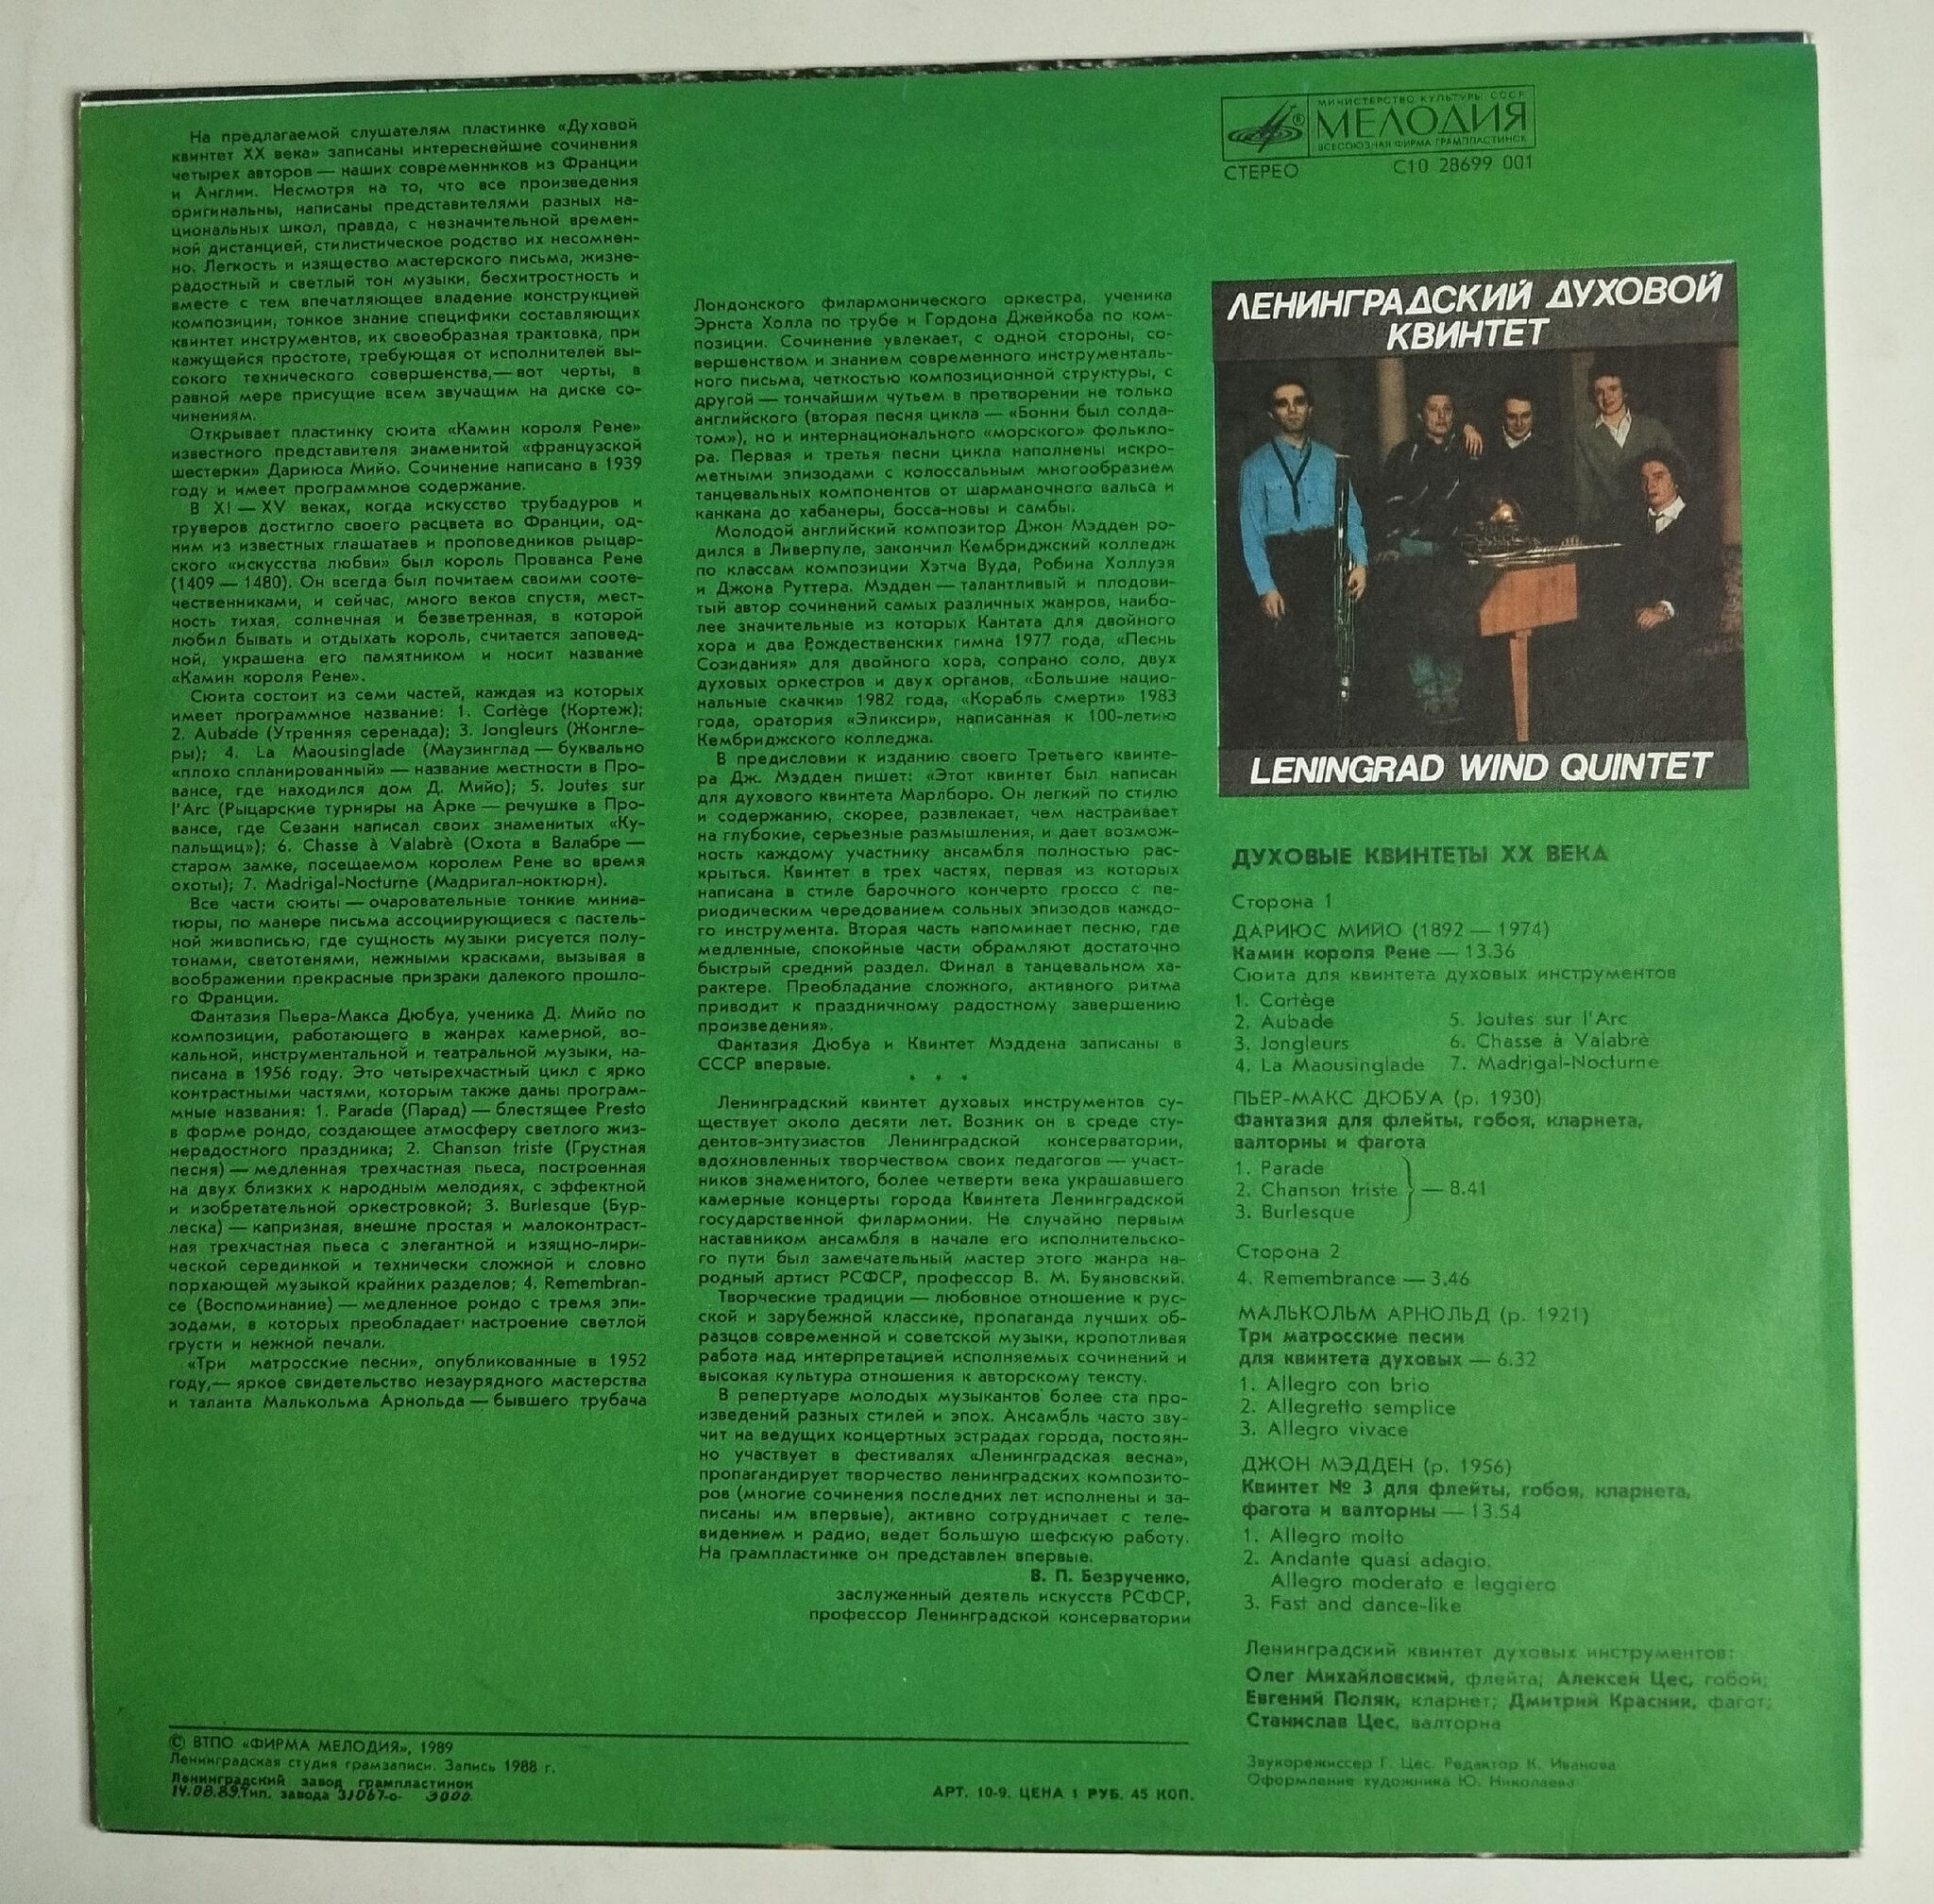 На предлагаемой слушателям пластинке «Духовой
квинтет XX века» записаны интереснейшие сочинения
четырех авторов — наших современников из Франции
и Англии. Несмотря на то, что все произведения
оригинальны, написаны представителями разных на-
циональных школ, правда, с незначительной времен-
ной дистанцией, стилистическое родство их несомнен-
но. Легкость и изящество мастерского письма, жизне-
радостный и светлый тон музыки, бесхитростность и
вместе с тем впечатляющее владение конструкцией
композиции, тонкое знание специфики составляющих
квинтет инструментов, их своеобразная трактовка, при
кажущейся простоте, требующая от исполнителей вы-
сокого технического совершенства,— вот черты, в
равной мере присущие всем звучащим на диске со-
чинениям.
Открывает пластинку сюита «Камин короля Рене»
известного представителя знаменитой «французской
шестерки» Дариюса Мийо. Сочинение написано в 1939
году и имеет программное содержание.
В XI — XV веках, когда искусство трубадуров и
труверов достигло своего расцвета во Франции, од-
ним из известных глашатаев и проповедников рыцар-
ского «искусства любви» был король Прованса Рене
(1409 — 1480). Он всегда был почитаем своими сооте-
чественниками, и сейчас, много веков спустя, мест-
ность тихая, солнечная и безветренная, в которой
любил бывать и отдыхать король, считается заповед-
ной, украшена его памятником и носит название
«Камин короля Рене».
Сюита состоит из семи частей, каждая из которых
имеет программное название: 1. Cortège (Кортеж);
2. Aubade (Утренняя серенада); 3. Jongleurs (Жонгле-
ры); 4. La Maousinglade (Маузинглад — буквально
«плохо спланированный» — название местности в Про-
вансе, где находился дом Д. Мийо); 5. Joutes sur
l'Arc (Рыцарские турниры на Арке — речушке в Про-
вансе, где Сезанн написал своих знаменитых «Ку-
пальщиц»); 6. Chasse à Valabrè (Охота в Валабре —
старом замке, посещаемом королем Рене во время
охоты); 7. Madrigal-Nocturne (Мадригал-ноктюрн).
Все части сюиты — очаровательные тонкие миниа-
тюры, по манере письма ассоциирующиеся с пастель-
ной живописью, где сущность музыки рисуется полу-
тонами, светотенями, нежными красками, вызывая в
воображении прекрасные призраки далекого прошло-
го Франции.
Фантазия Пьера-Макса Дюбуа, ученика Д. Мийо по
композиции, работающего в жанрах камерной, во-
кальной, инструментальной и театральной музыки, на-
писана в 1956 году. Это четырехчастный цикл с ярко
контрастными частями, которым также даны програм-
мные названия: 1. Parade (Парад) — блестящее Presto
в форме рондо, создающее атмосферу светлого жиз-
нерадостного праздника; 2. Chanson triste (Грустная
песня) — медленная трехчастная пьеса, построенная
на двух близких к народным мелодиях, с эффектной
и изобретательной оркестровкой; 3. Burlesque (Бур-
леска) — капризная, внешне простая и малоконтраст-
ная трехчастная пьеса с элегантной и изящно-лири-
ческой серединкой и технически сложной и словно
порхающей музыкой крайних разделов; 4. Remembran-
ce (Воспоминание) — медленное рондо с тремя эпи-
зодами, в которых преобладает настроение светлой
грусти и нежной печали.
«Три матросские песни», опубликованные в 1952
году,— яркое свидетельство незаурядного мастерства
и таланта Малькольма Арнольда — бывшего трубача
Лондонского филармонического оркестра, ученика
Эрнста Холла по трубе и Гордона Джейкоба по ком-
позиции. Сочинение увлекает, с одной стороны, со-
вершенством и знанием современного инструменталь-
ного письма, четкостью композиционной структуры, с
другой — тончайшим чутьем в претворении не только
английского (вторая песня цикла — «Бонни был солда-
том»), но и интернационального «морского» фолькло-
ра. Первая и третья песни цикла наполнены искро-
метными эпизодами с колоссальным многообразием
танцевальных компонентов от шарманочного вальса и
канкана до хабанеры, босса-новы и самбы.
Молодой английский композитор Джон Мэдден ро-
дился в Ливерпуле, закончил Кембриджский колледж
по классам композиции Хэтча Вуда, Робина Холлуэя
и Джона Руттера. Мэдден — талантливый и плодови-
тый автор сочинений самых различных жанров, наибо-
лее значительные из которых Кантата для двойного
хора и два Рождественских гимна 1977 года, «Песнь
Созидания» для двойного хора, сопрано соло, двух
духовых оркестров и двух органов, «Большие нацио-
нальные скачки» 1982 года, «Корабль смерти» 1983
года, оратория «Эликсир», написанная к 100-летию
Кембриджского колледжа.
В предисловии к изданию своего Третьего квинте-
ра Дж. Мэдден пишет: «Этот квинтет был написан
для духового квинтета Марлборо. Он легкий по стилю
и содержанию, скорее, развлекает, чем настраивает
на глубокие, серьезные размышления, и дает возмож-
ность каждому участнику ансамбля полностью рас-
крыться. Квинтет в трех частях, первая из которых
написана в стиле барочного кончерто гроссо с пе-
риодическим чередованием сольных эпизодов каждо-
го инструмента. Вторая часть напоминает песню, где
медленные, спокойные части обрамляют достаточно
быстрый средний раздел. Финал в танцевальном ха-
рактере. Преобладание сложного, активного ритма
приводит к праздничному радостному завершению
произведения».
Фантазия Дюбуа и Квинтет Мэддена записаны в
СССР впервые.
* * *
Ленинградский квинтет духовых инструментов су-
ществует около десяти лет. Возник он в среде сту-
дентов-энтузиастов Ленинградской консерватории,
вдохновленных творчеством своих педагогов — участ-
ников знаменитого, более четверти века украшавшего
камерные концерты города Квинтета Ленинградской
государственной филармонии. Не случайно первым
наставником ансамбля в начале его исполнительско-
го пути был замечательный мастер этого жанра на-
родный артист РСФСР, профессор В. М. Буяновский.
Творческие традиции — любовное отношение к рус-
ской и зарубежной классике, пропаганда лучших об-
разцов современной и советской музыки, кропотливая
работа над интерпретацией исполняемых сочинений и
высокая культура отношения к авторскому тексту.
В репертуаре молодых музыкантов более ста про-
изведений разных стилей и эпох. Ансамбль часто зву-
чит на ведущих концертных эстрадах города, постоян-
но участвует в фестивалях «Ленинградская весна»,
пропагандирует творчество ленинградских композито-
ров (многие сочинения последних лет исполнены и за-
писаны им впервые), активно сотрудничает с теле-
видением и радио, ведет большую шефскую работу.
На грампластинке он представлен впервые.
В. П. Безрученко,
заслуженный деятель искусств РСФСР,
профессор Ленинградской консерватории
МИНИСТЕРСТВО КУЛЬТУРЫ СССР
МЕЛОДИЯ
ВСЕСОЮЗНАЯ ФИРМА ГРАМПЛАСТИНОК
СТЕРЕО С10 28699 001
ЛЕНИНГРАДСКИЙ ДУХОВОЙ
КВИНТЕТ
LENINGRAD WIND QUINTET
ДУХОВЫЕ КВИНТЕТЫ XX ВЕКА
Сторона 1
ДАРИЮС МИЙО (1892 — 1974)
Камин короля Рене — 13.36
Сюита для квинтета духовых инструментов
1. Cortège
2. Aubade
3. Jongleurs
4. La Maousinglade
5. Joutes sur l'Arc
6. Chasse à Valabrè
7. Madrigal-Nocturne
ПЬЕР-МАКС ДЮБУА (р. 1930)
Фантазия для флейты, гобоя, кларнета,
валторны и фагота
1. Parade
2. Chanson triste — 8.41
3. Burlesque
Сторона 2
4. Remembrance — 3.46
МАЛЬКОЛЬМ АРНОЛЬД (р. 1921)
Три матросские песни
для квинтета духовых — 6.32
1. Allegro con brio
2. Allegretto semplice
3. Allegro vivace
ДЖОН МЭДДЕН (р. 1956)
Квинтет № 3 для флейты, гобоя, кларнета,
фагота и валторны — 13.54
1. Allegro molto
2. Andante quasi adagio.
Allegro moderato e leggiero
3. Fast and dance-like
Ленинградский квинтет духовых инструментов:
Олег Михайловский, флейта; Алексей Цес, гобой;
Евгений Поляк, кларнет; Дмитрий Красник, фагот;
Станислав Цес, валторна
Звукорежиссер Г. Цес. Редактор К. Иванова
Оформление художника Ю. Николаева
© ВТПО «ФИРМА МЕЛОДИЯ», 1989
Ленинградская студия грамзаписи. Запись 1988 г.
Ленинградский завод грампластинок
14.08.89. Тип. завода З1067-о- 3000.
АРТ. 10-9. ЦЕНА 1 РУБ. 45 КОП.